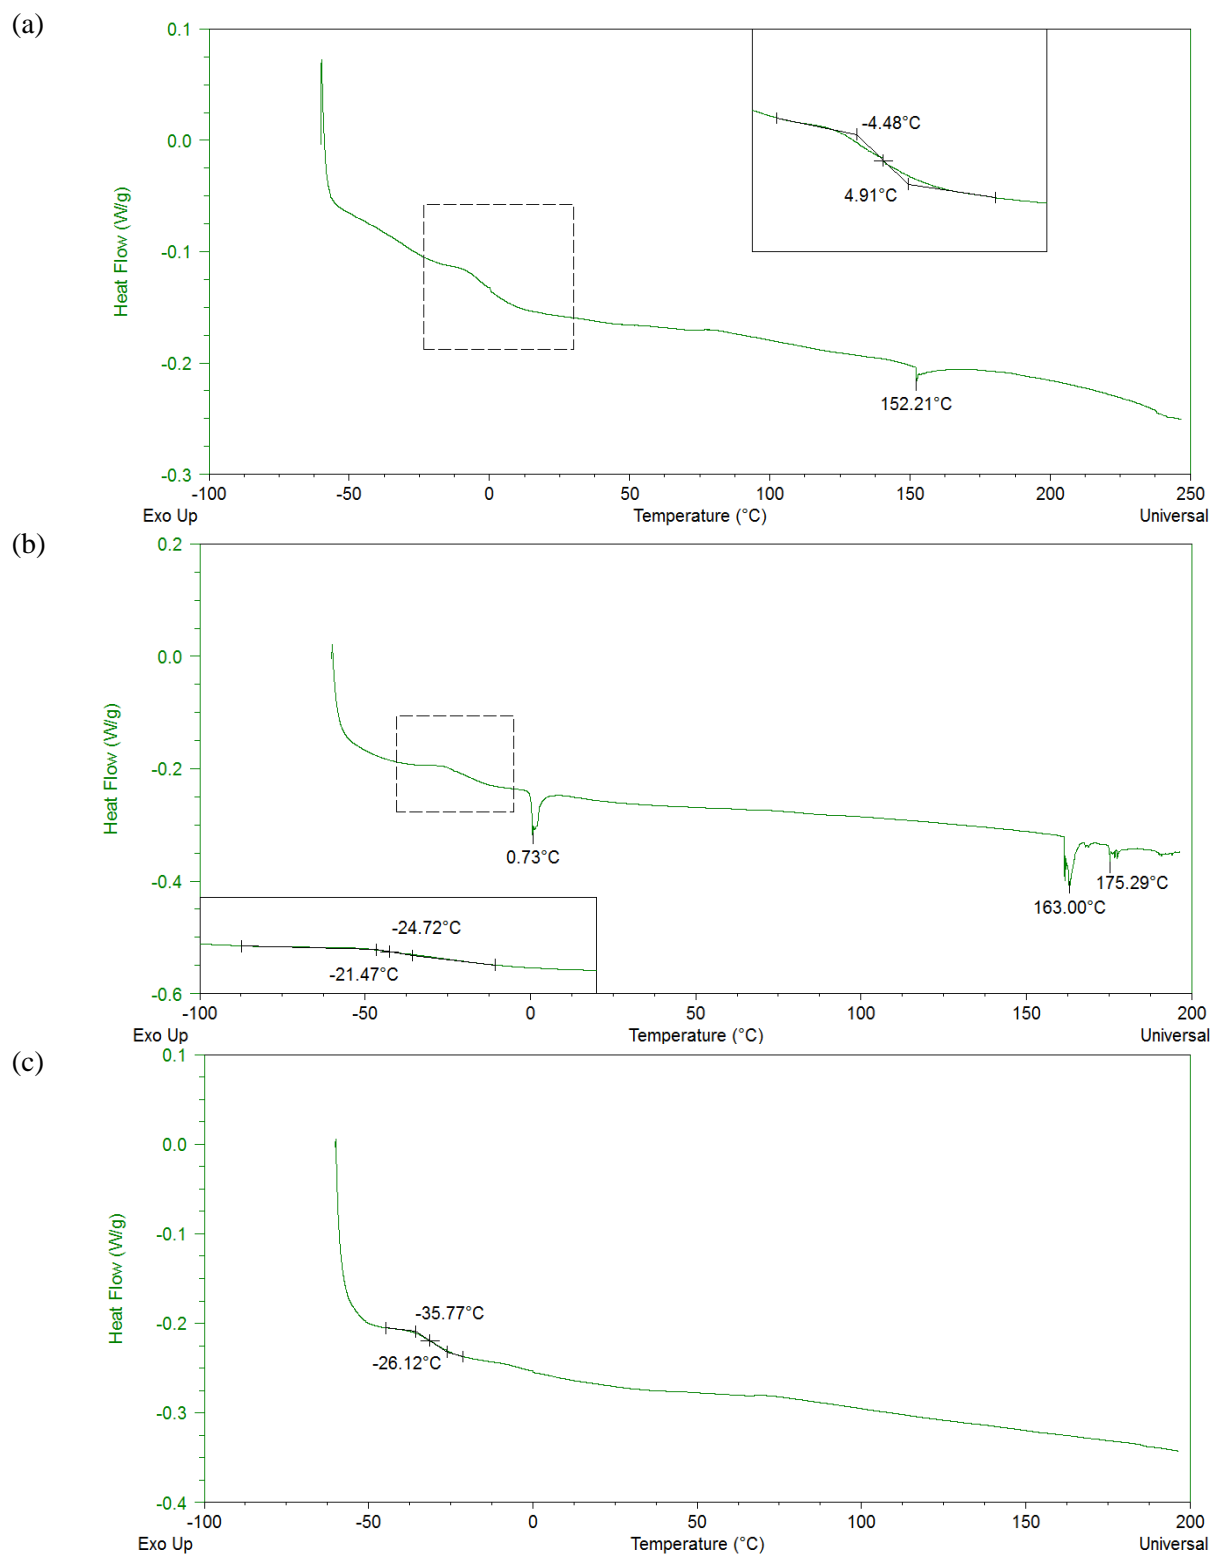 (a)
0.1
0.0
-0.1
-0.2
-0.3
Heat Flow (W/g)
-4.48°C
4.91°C
152.21°C
-100
-50
0
50
100
150
200
250
Exo Up
Temperature (°C)
Universal
(b)
0.2
0.0
-0.2
-0.4
-0.6
Heat Flow (W/g)
0.73°C
175.29°C
163.00°C
-24.72°C
-21.47°C
-100
-50
0
50
100
150
200
Exo Up
Temperature (°C)
Universal
(c)
0.1
0.0
-0.1
-0.2
-0.3
-0.4
Heat Flow (W/g)
-35.77°C
-26.12°C
-100
-50
0
50
100
150
200
Exo Up
Temperature (°C)
Universal